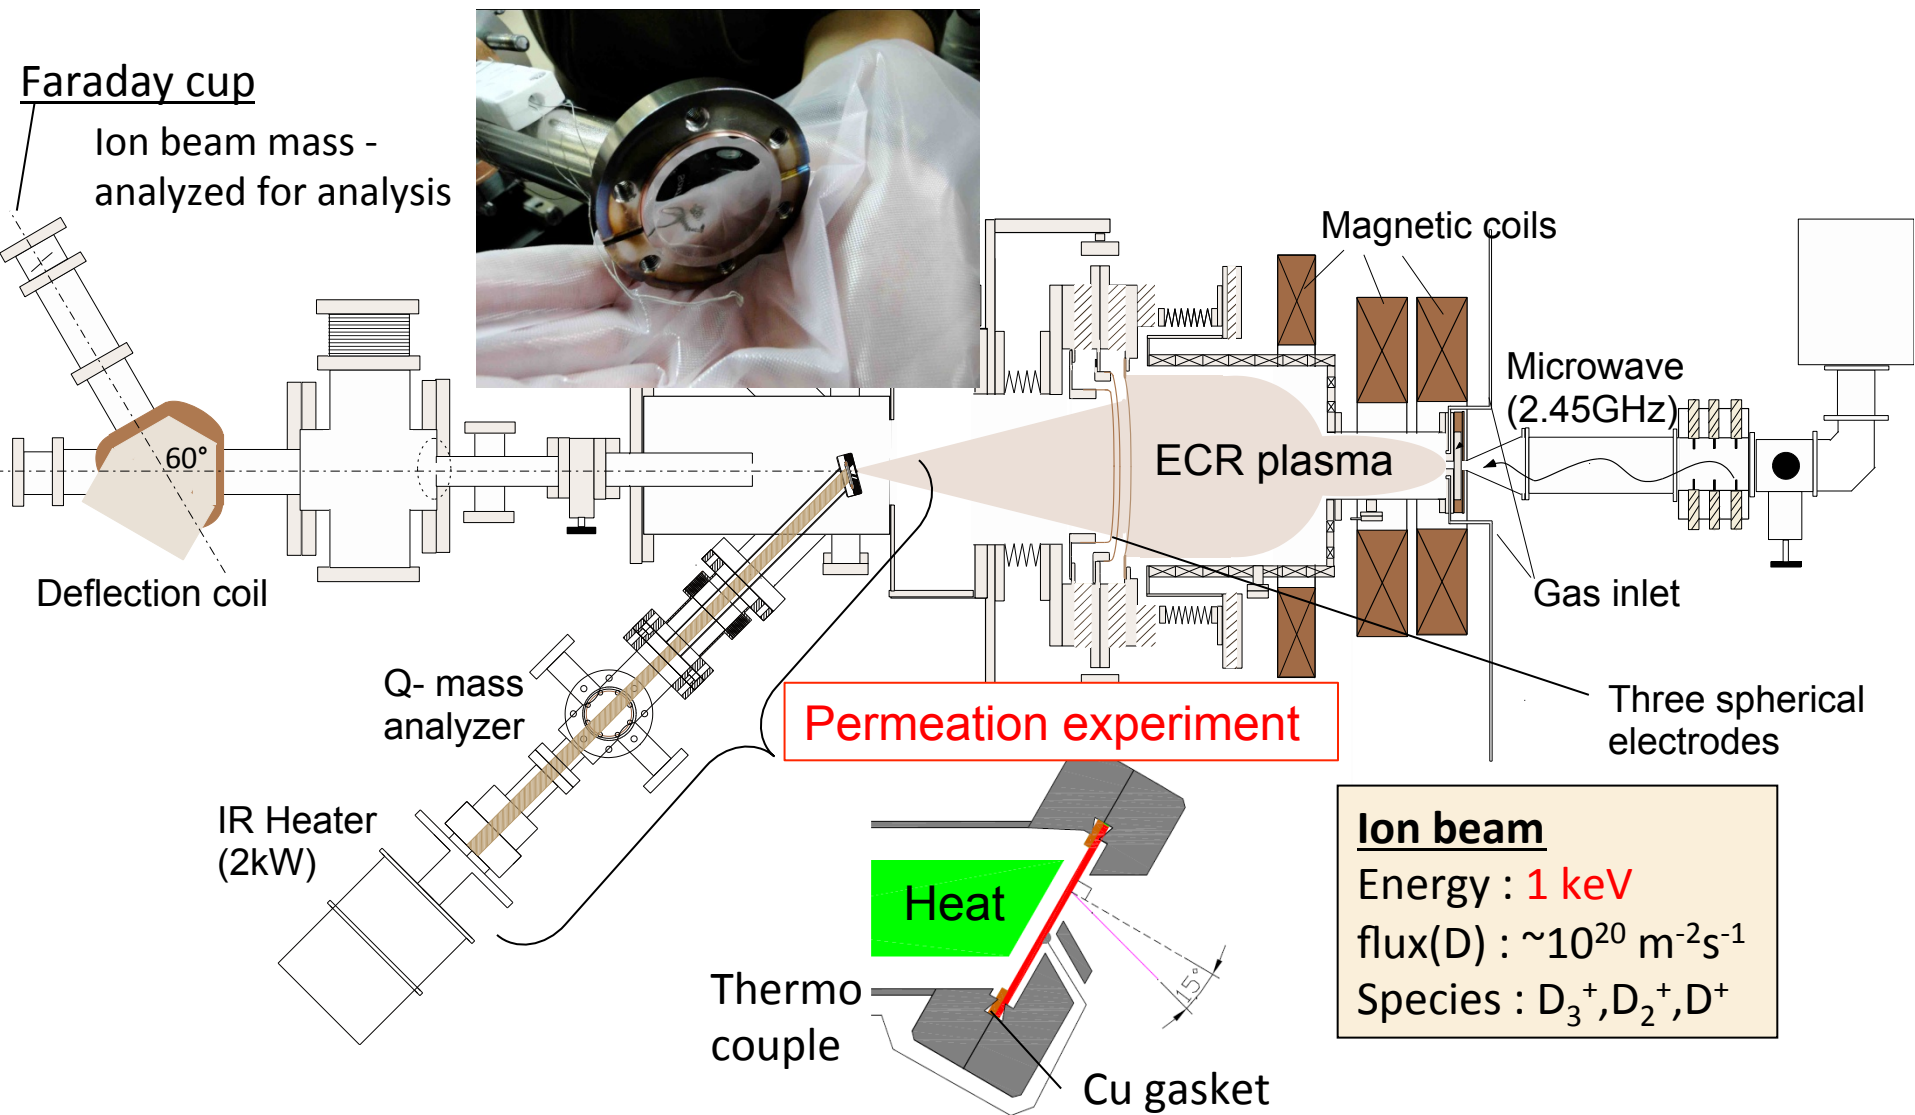 Faraday cup
Ion beam mass -
analyzed for analysis
Magnetic coils
Microwave
(2.45GHz)
ECR plasma
60°
Deflection coil
Gas inlet
Q- mass
analyzer
Three spherical
electrodes
Permeation experiment
IR Heater
(2kW)
Heat
15°
Thermo
couple
Cu gasket
Ion beam
Energy : 1 keV
flux(D) : ~10²⁰ m⁻²s⁻¹
Species : D₃⁺,D₂⁺,D⁺